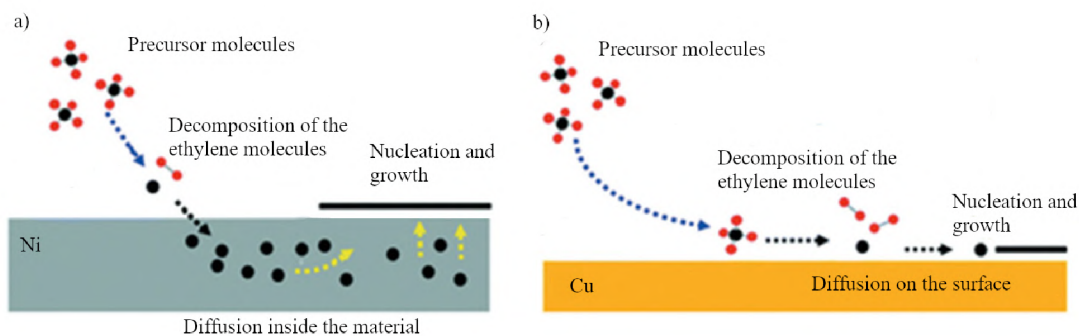 a)
Precursor molecules
Decomposition of the
ethylene molecules
Nucleation and
growth
Ni
Diffusion inside the material
b)
Precursor molecules
Decomposition of the
ethylene molecules
Nucleation and
growth
Cu
Diffusion on the surface